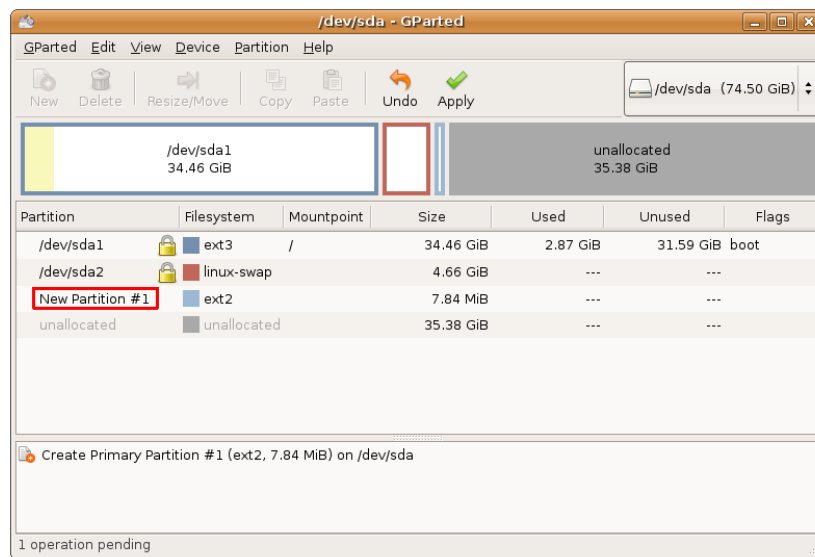 /dev/sda - GParted
GParted Edit View Device Partition Help
New Delete Resize/Move Copy Paste Undo Apply /dev/sda (74.50 GiB)
/dev/sda1 unallocated
34.46 GiB 35.38 GiB
Partition Filesystem Mountpoint Size Used Unused Flags
/dev/sda1 ext3 / 34.46 GiB 2.87 GiB 31.59 GiB boot
/dev/sda2 linux-swap 4.66 GiB --- ---
New Partition #1 ext2 7.84 MiB --- ---
unallocated unallocated 35.38 GiB --- ---
Create Primary Partition #1 (ext2, 7.84 MiB) on /dev/sda
1 operation pending